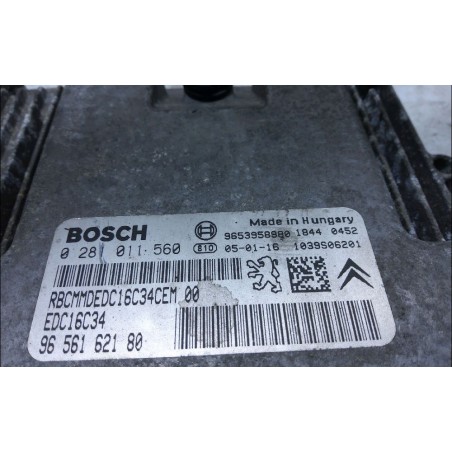 Made in Hungary
BOSCH 9653958880 1844 0452
0 281 011 560 810 05-01-16 1039S06201
RBCMMDEDC16C34CEM 00
EDC16C34
96 561 621 80